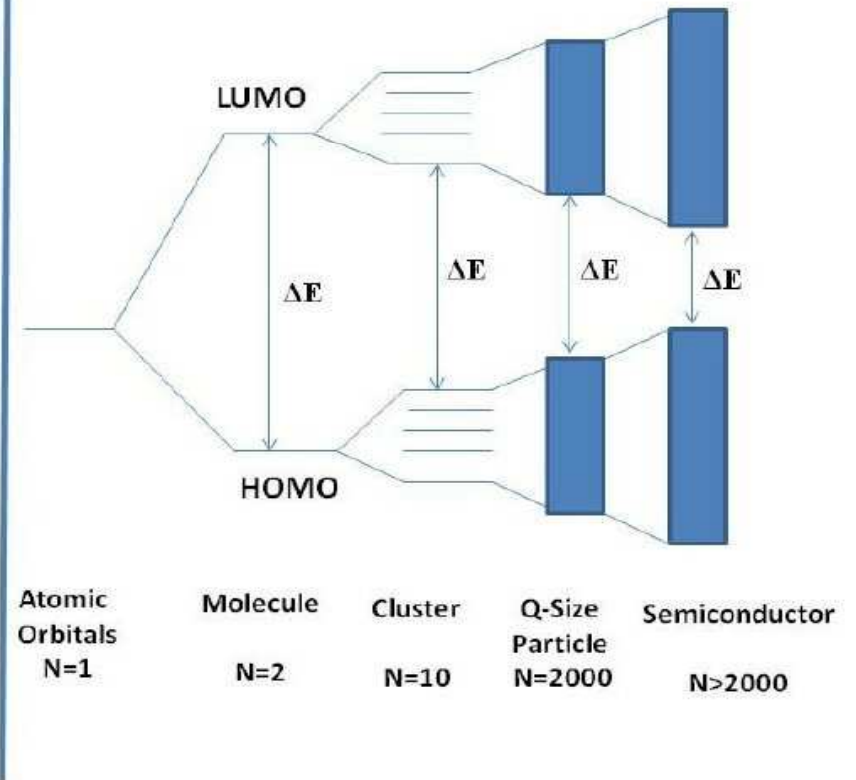 LUMO
ΔE
ΔE
ΔE
ΔE
HOMO
Atomic
Orbitals
N=1
Molecule
N=2
Cluster
N=10
Q-Size
Particle
N=2000
Semiconductor
N>2000